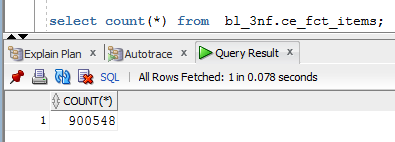 select count(*) from  bl_3nf.ce_fct_items;
Explain Plan x Autotrace x Query Result x
SQL | All Rows Fetched: 1 in 0.078 seconds
COUNT(*)
1 900548